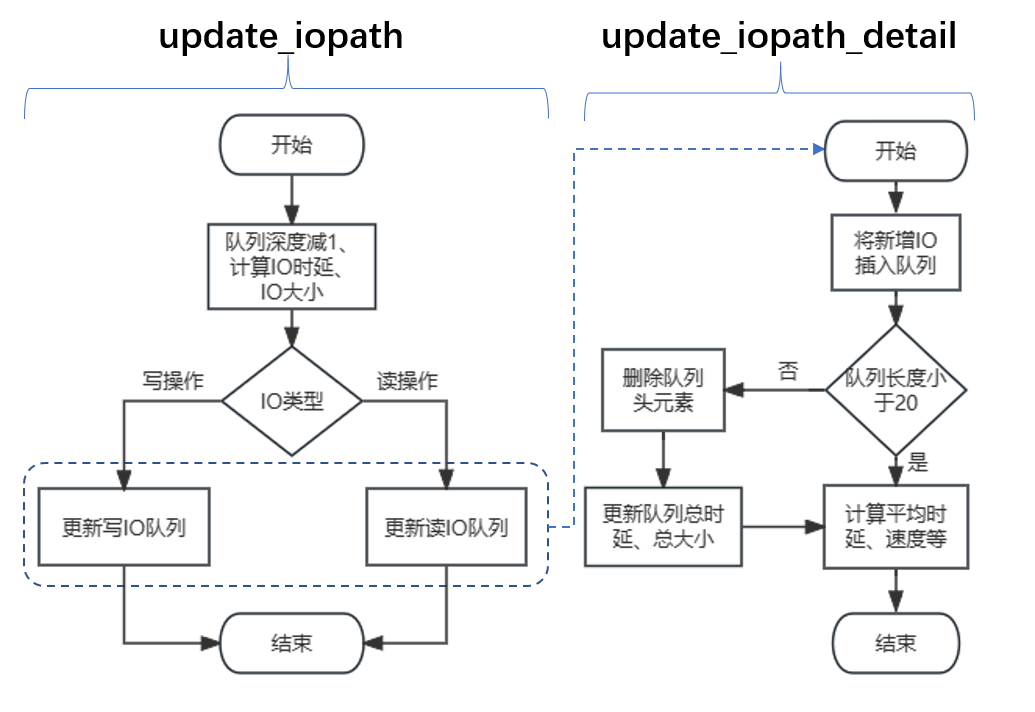 update_iopath
开始
队列深度减1、
计算IO时延、
IO大小
写操作
读操作
IO类型
更新写IO队列
更新读IO队列
结束
update_iopath_detail
开始
将新增IO
插入队列
队列长度小
于20
否
是
删除队列
头元素
更新队列总时
延、总大小
计算平均时
延、速度等
结束